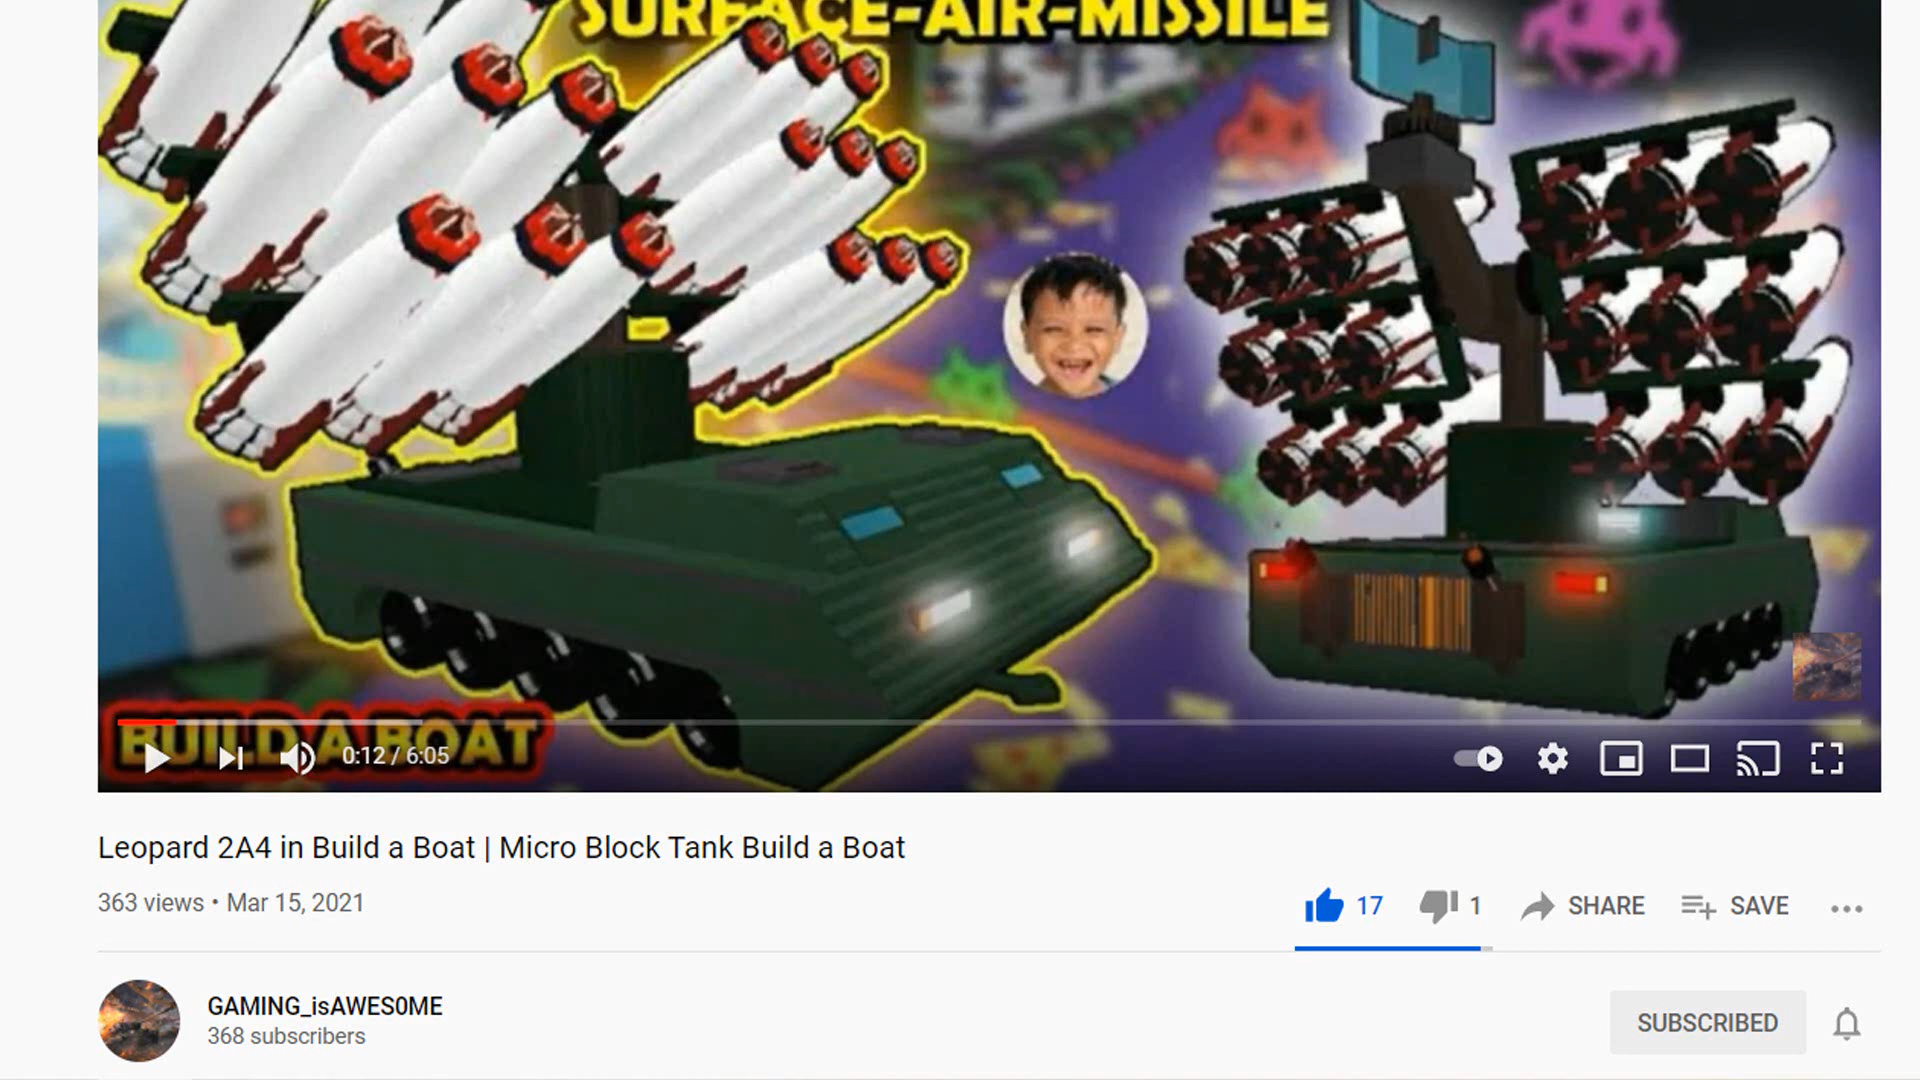 SURFACE-AIR-MISSILE
BUILD A BOAT
0:12 / 6:05
Leopard 2A4 in Build a Boat | Micro Block Tank Build a Boat
363 views • Mar 15, 2021
17
1
SHARE
SAVE
GAMING_isAWES0ME
368 subscribers
SUBSCRIBED